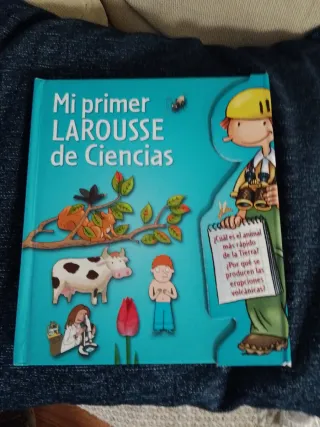 Mi primer
LAROUSSE
de Ciencias
¿Cuál es el animal
más rápido
de la Tierra?
¿Por qué se
producen las
erupciones
volcánicas?